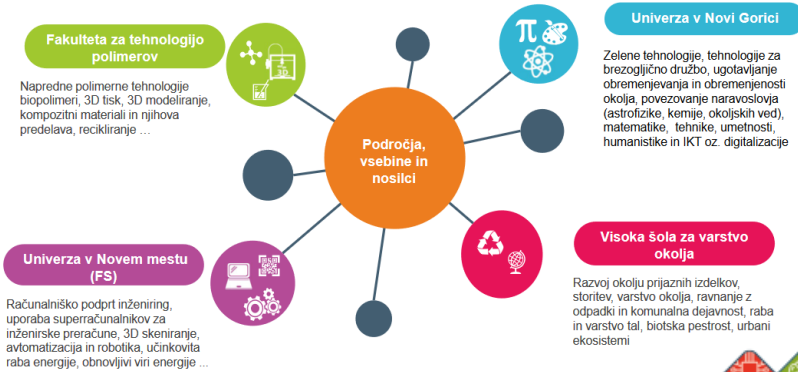 Fakulteta za tehnologijo
polimerov
Napredne polimerne tehnologije
biopolimeri, 3D tisk, 3D modeliranje,
kompozitni materiali in njihova
predelava, recikliranje ...
3D
π
Univerza v Novi Gorici
Zelene tehnologije, tehnologije za
brezogljično družbo, ugotavljanje
obremenjevanja in obremenjenosti
okolja, povezovanje naravoslovja
(astrofizike, kemije, okoljskih ved),
matematike, tehnike, umetnosti,
humanistike in IKT oz. digitalizacije
Področja,
vsebine in
nosilci
Univerza v Novem mestu
(FS)
Računalniško podprt inženiring,
uporaba superračunalnikov za
inženirske preračune, 3D skeniranje,
avtomatizacija in robotika, učinkovita
raba energije, obnovljivi viri energije ...
Visoka šola za varstvo
okolja
Razvoj okolju prijaznih izdelkov,
storitev, varstvo okolja, ravnanje z
odpadki in komunalna dejavnost, raba
in varstvo tal, biotska pestrost, urbani
ekosistemi